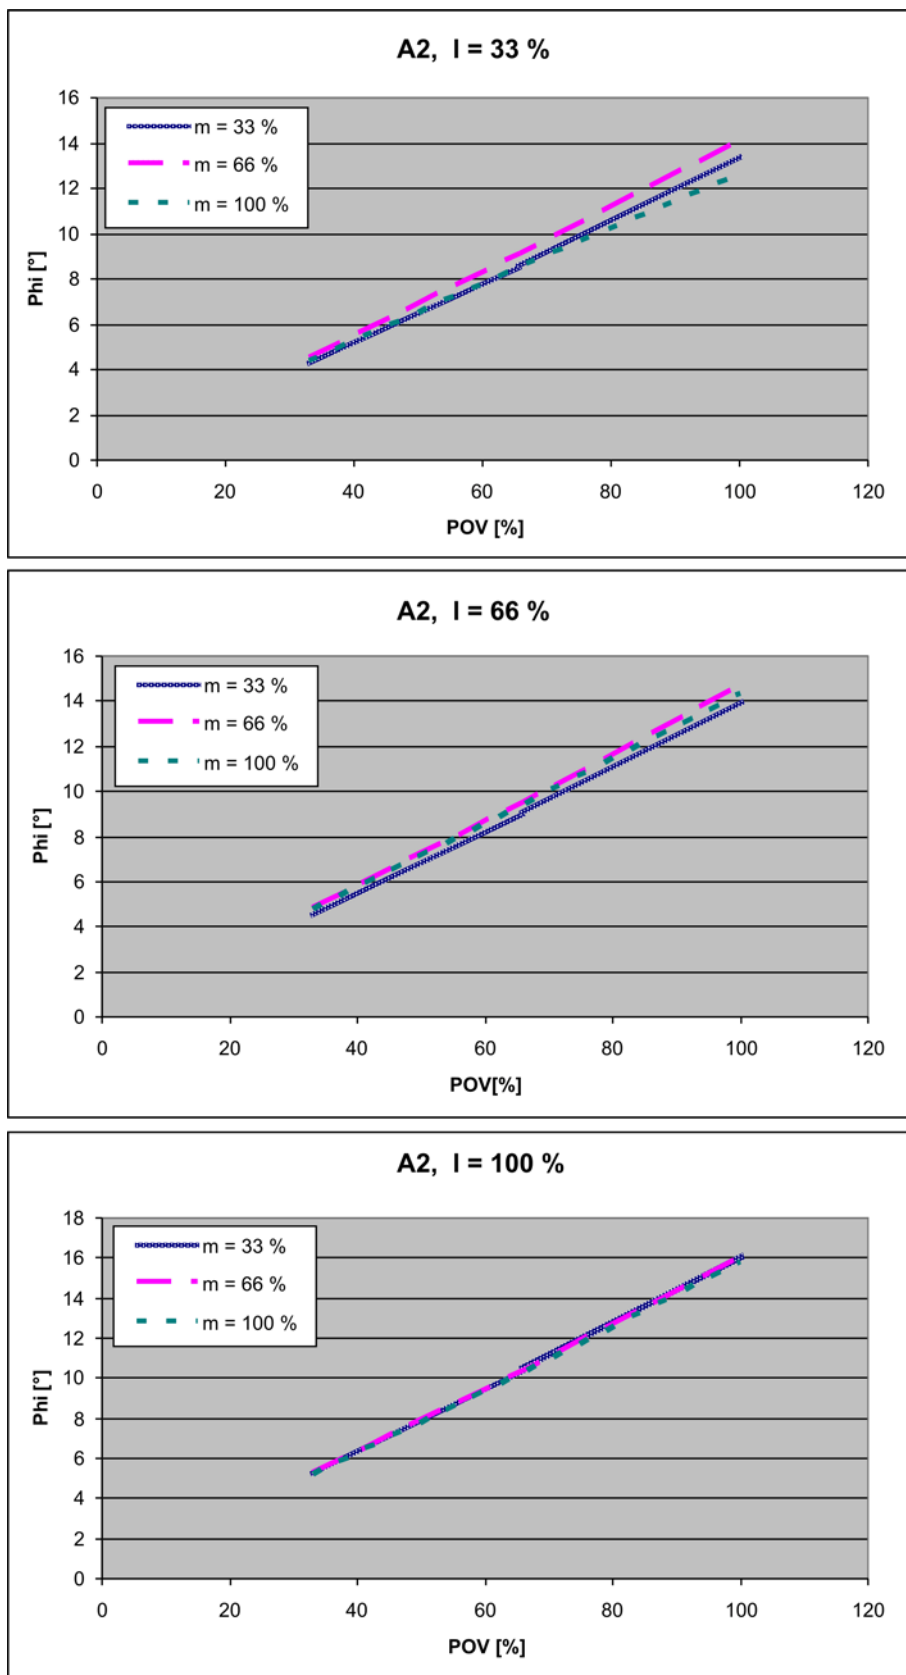 A2,  l = 33 %
16
14
12
10
8
6
4
2
0
Phi [°]
m = 33 %
m = 66 %
m = 100 %
0 20 40 60 80 100 120
POV [%]
A2,  l = 66 %
16
14
12
10
8
6
4
2
0
Phi [°]
m = 33 %
m = 66 %
m = 100 %
0 20 40 60 80 100 120
POV[%]
A2,  l = 100 %
18
16
14
12
10
8
6
4
2
0
Phi [°]
m = 33 %
m = 66 %
m = 100 %
0 20 40 60 80 100 120
POV [%]